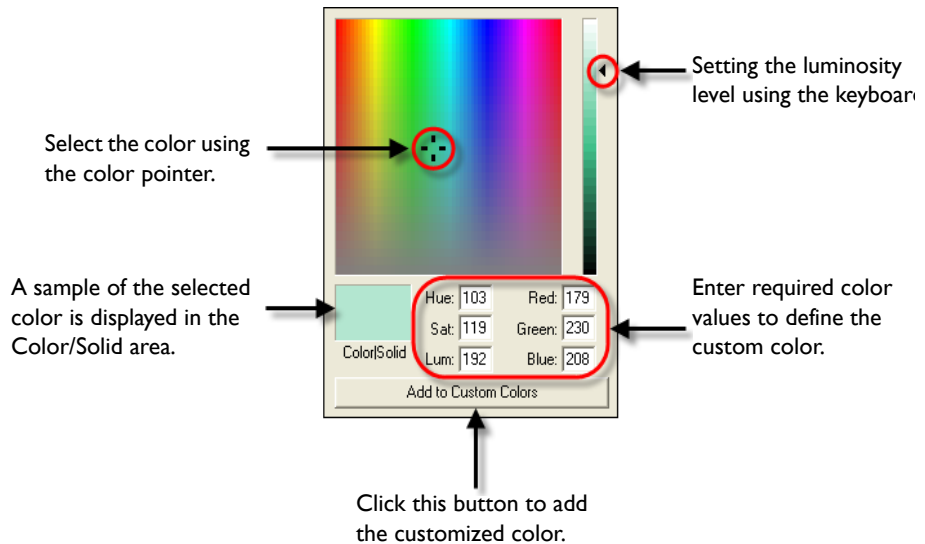 Setting the luminosity
level using the keyboard
Select the color using
the color pointer.
A sample of the selected
color is displayed in the
Color/Solid area.
Hue: 103 Red: 179
Sat: 119 Green: 230
Color|Solid
Lum: 192 Blue: 208
Enter required color
values to define the
custom color.
Add to Custom Colors
Click this button to add
the customized color.